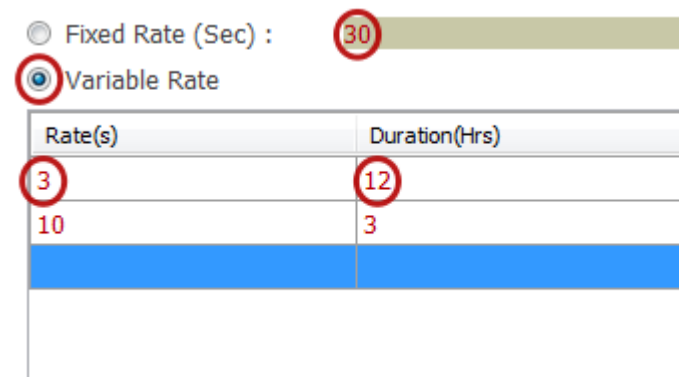 Fixed Rate (Sec) : 30
Variable Rate
Rate(s) Duration(Hrs)
3 12
10 3